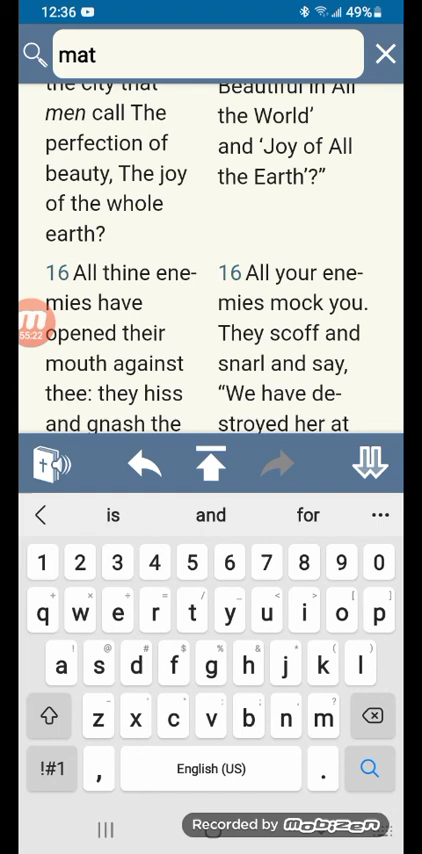 12:36 49%
mat
the city that
men call The
perfection of
beauty, The joy
of the whole
earth?
16 All thine ene-
mies have
opened their
mouth against
thee: they hiss
and gnash the
Beautiful in All
the World’
and ‘Joy of All
the Earth’?”
16 All your ene-
mies mock you.
They scoff and
snarl and say,
“We have de-
stroyed her at
m
55:22
is and for ...
1 2 3 4 5 6 7 8 9 0
q w e r t y u i o p
a s d f g h j k l
z x c v b n m
!#1 , English (US) .
Recorded by mobizen